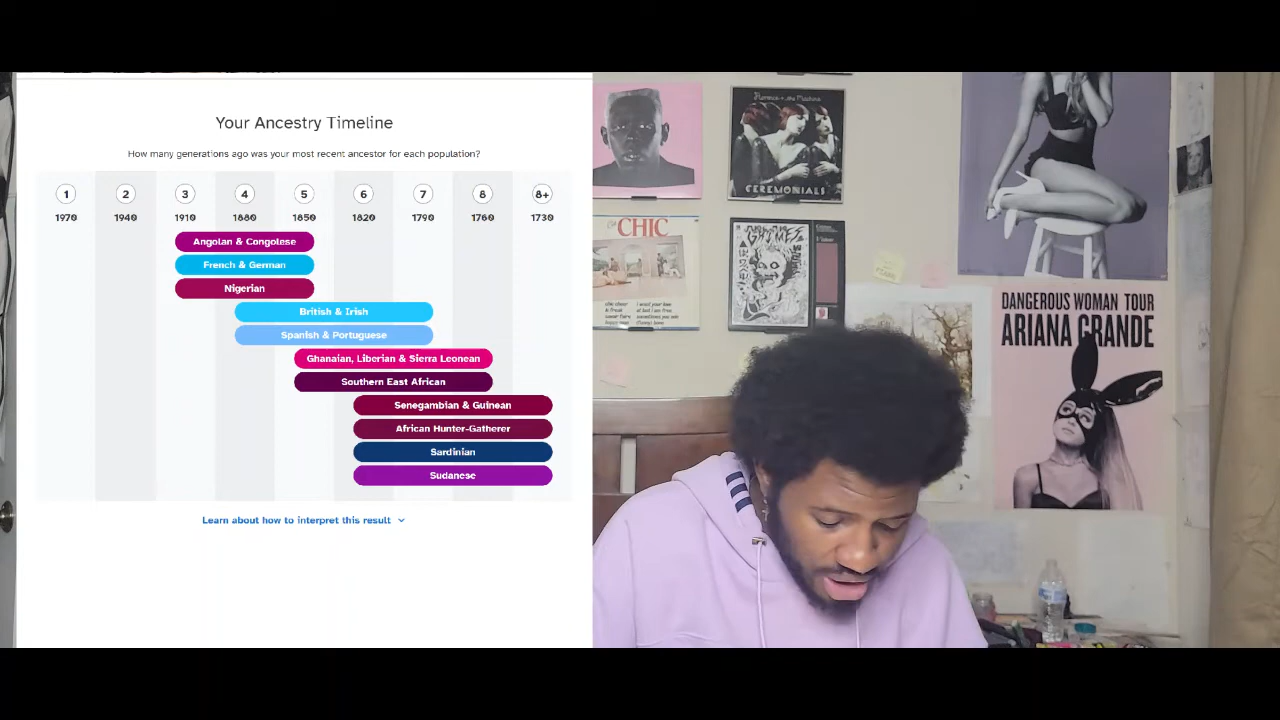 Your Ancestry Timeline
How many generations ago was your most recent ancestor for each population?
1 2 3 4 5 6 7 8 8+
1970 1940 1910 1880 1850 1820 1790 1760 1730
Angolan & Congolese
French & German
Nigerian
British & Irish
Spanish & Portuguese
Ghanaian, Liberian & Sierra Leonean
Southern East African
Senegambian & Guinean
African Hunter-Gatherer
Sardinian
Sudanese
Learn about how to interpret this result
CEREMONIALS
CHIC
GRIMES
DANGEROUS WOMAN TOUR
ARIANA GRANDE